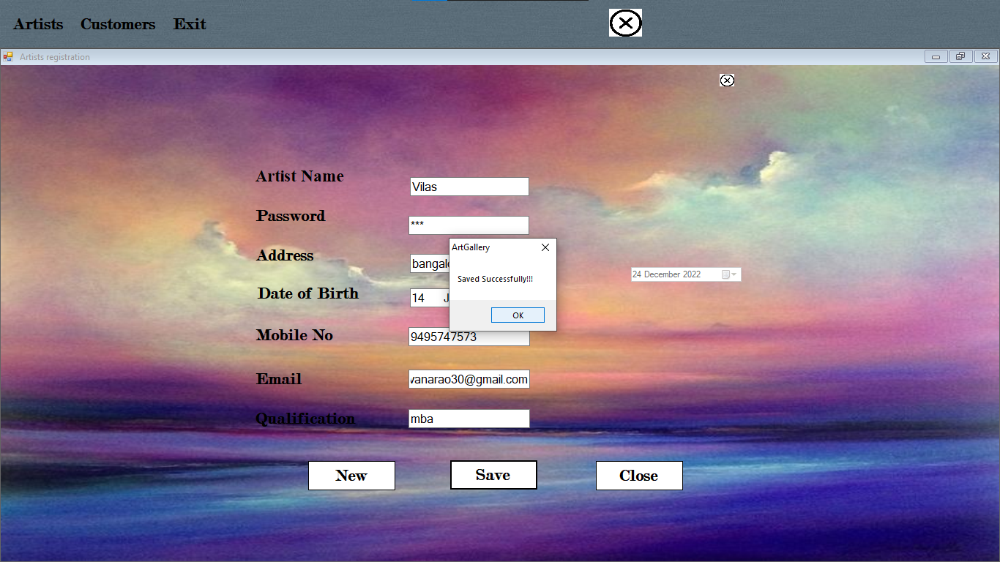 Artists Customers Exit
Artists registration
Artist Name Vilas
Password ***
ArtGallery
Address
Saved Successfully!!!
24 December 2022
Date of Birth 14
OK
Mobile No 9495747573
Email vanarao30@gmail.com
Qualification mba
New Save Close